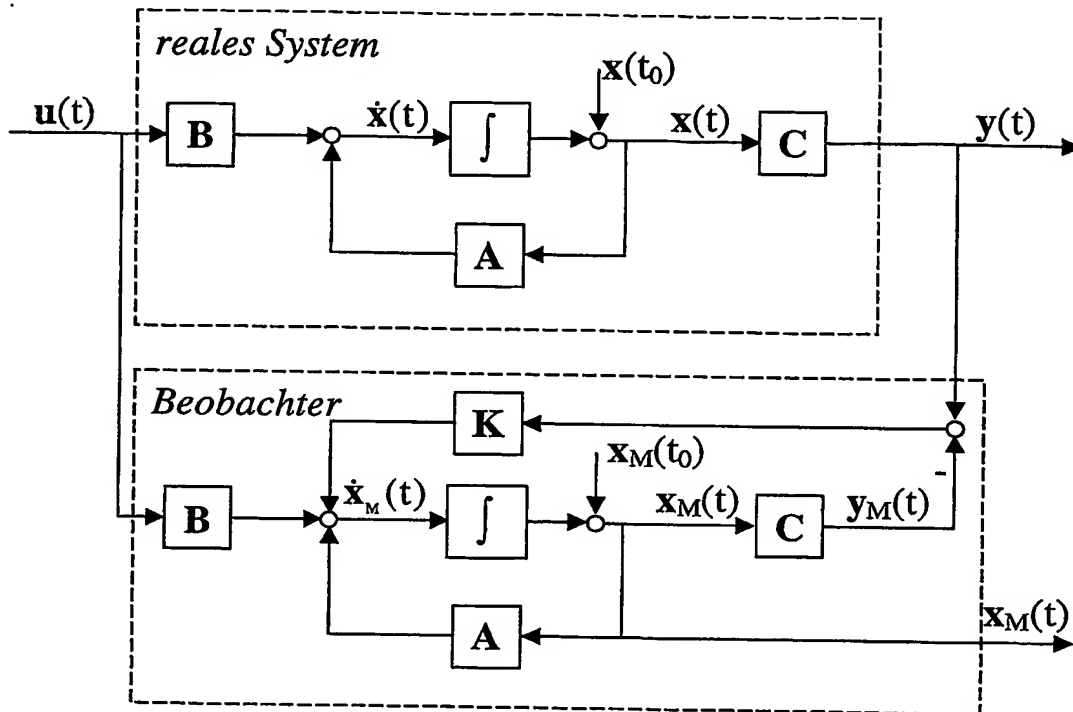 reales System
x(t₀)
u(t)
B
ẋ(t)
∫
x(t)
C
y(t)
A
Beobachter
K
x_M(t₀)
B
ẋ_M(t)
∫
x_M(t)
C
y_M(t)
-
A
x_M(t)